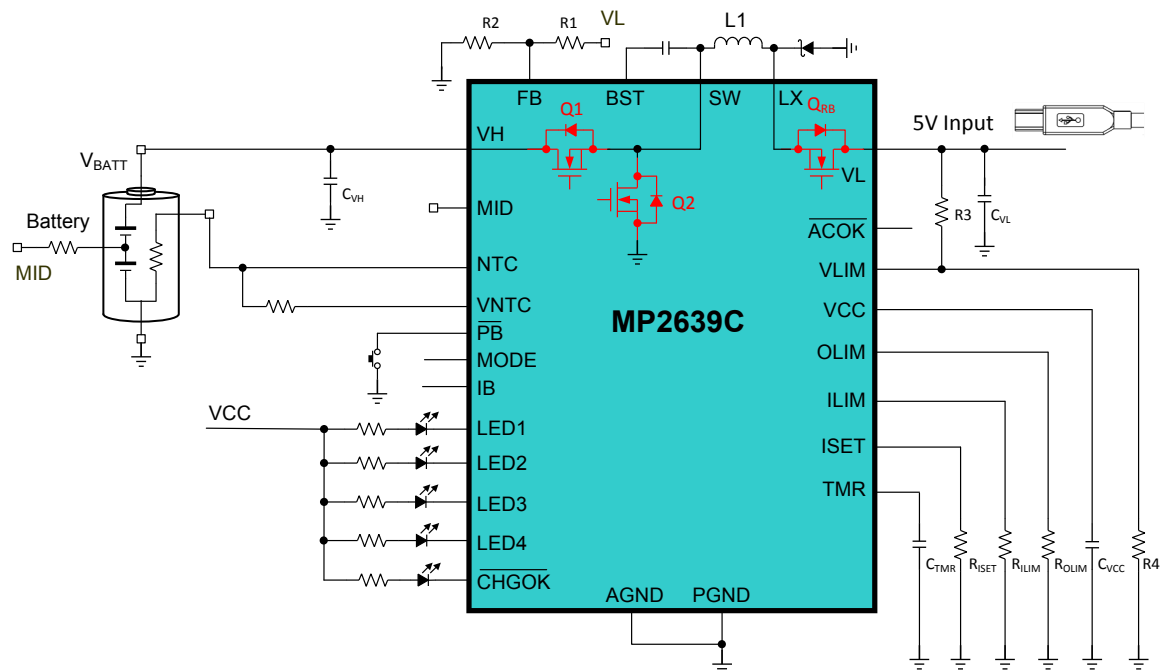 R2
R1
VL
L1
FB
BST
SW
LX
Q1
QRB
5V Input
VH
VL
VBATT
CVH
Q2
R3
CVL
MID
Battery
ACOK
MID
NTC
VLIM
VNTC
VCC
MP2639C
PB
OLIM
MODE
IB
ILIM
VCC
LED1
ISET
LED2
TMR
LED3
LED4
CTMR
RISET
RILIM
ROLIM
CVCC
R4
CHGOK
AGND
PGND